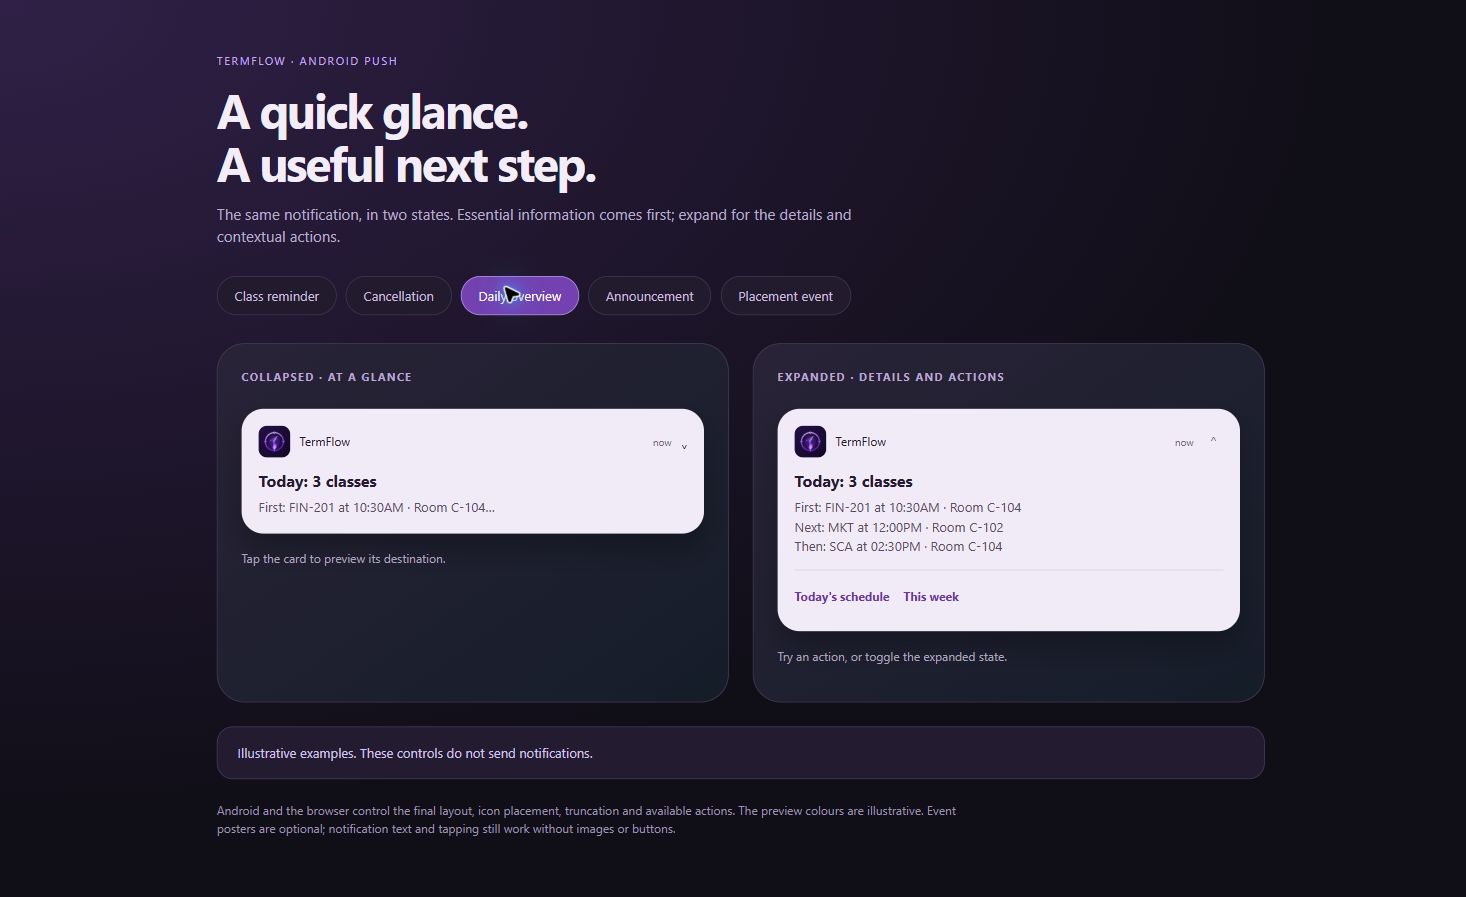 TERMFLOW · ANDROID PUSH
A quick glance.
A useful next step.
The same notification, in two states. Essential information comes first; expand for the details and
contextual actions.
Class reminder
Cancellation
Daily overview
Announcement
Placement event
COLLAPSED · AT A GLANCE
TermFlow
now
Today: 3 classes
First: FIN-201 at 10:30AM · Room C-104...
Tap the card to preview its destination.
EXPANDED · DETAILS AND ACTIONS
TermFlow
now
Today: 3 classes
First: FIN-201 at 10:30AM · Room C-104
Next: MKT at 12:00PM · Room C-102
Then: SCA at 02:30PM · Room C-104
Today's schedule This week
Try an action, or toggle the expanded state.
Illustrative examples. These controls do not send notifications.
Android and the browser control the final layout, icon placement, truncation and available actions. The preview colours are illustrative. Event
posters are optional; notification text and tapping still work without images or buttons.